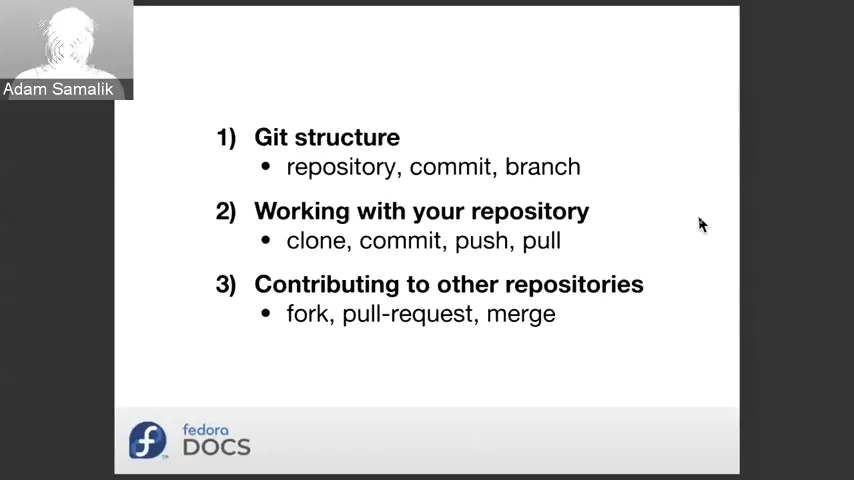 Adam Samalik
1) Git structure
• repository, commit, branch
2) Working with your repository
• clone, commit, push, pull
3) Contributing to other repositories
• fork, pull-request, merge
fedora
DOCS